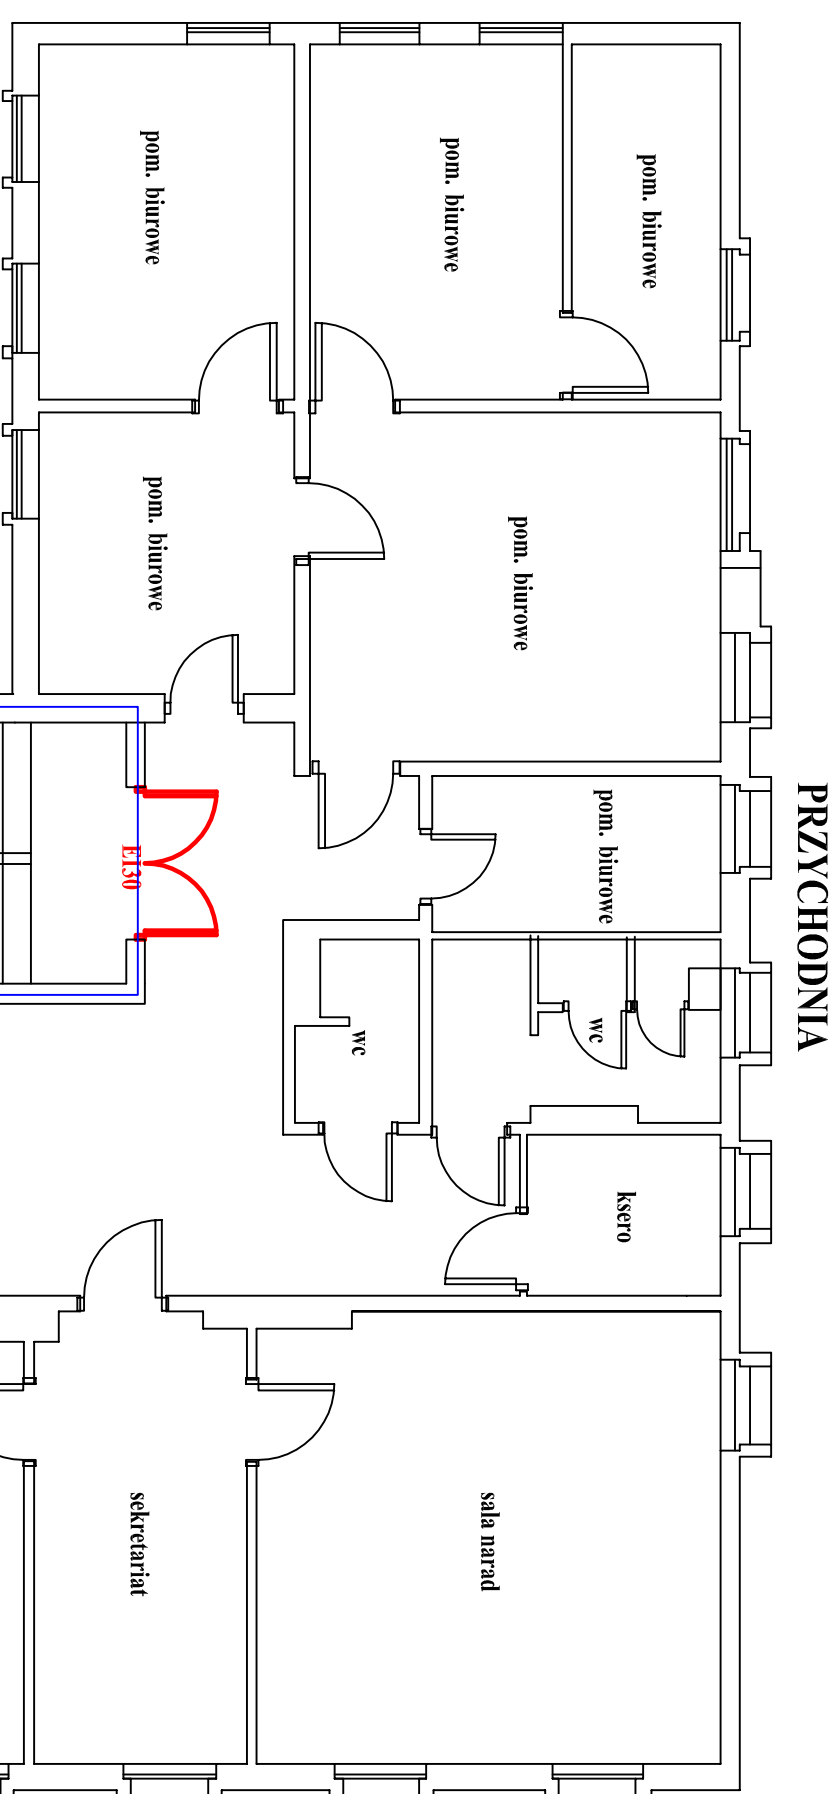 PRZYCHODNIA
pom. biurowe
pom. biurowe
pom. biurowe
pom. biurowe
pom. biurowe
pom. biurowe
EI30
wc
wc
ksero
sala narad
sekretariat